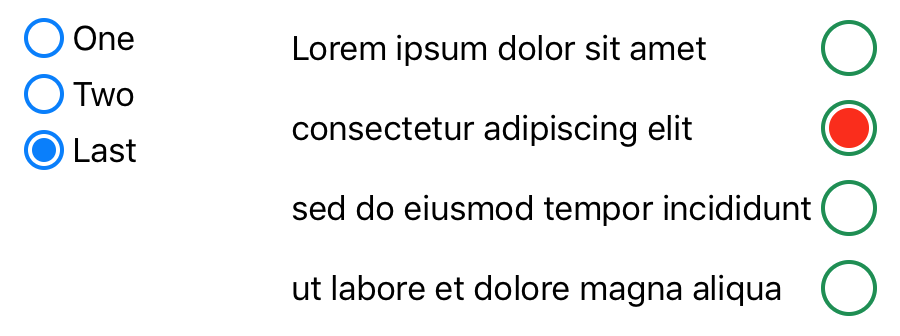 One
Two
Last
Lorem ipsum dolor sit amet
consectetur adipiscing elit
sed do eiusmod tempor incididunt
ut labore et dolore magna aliqua